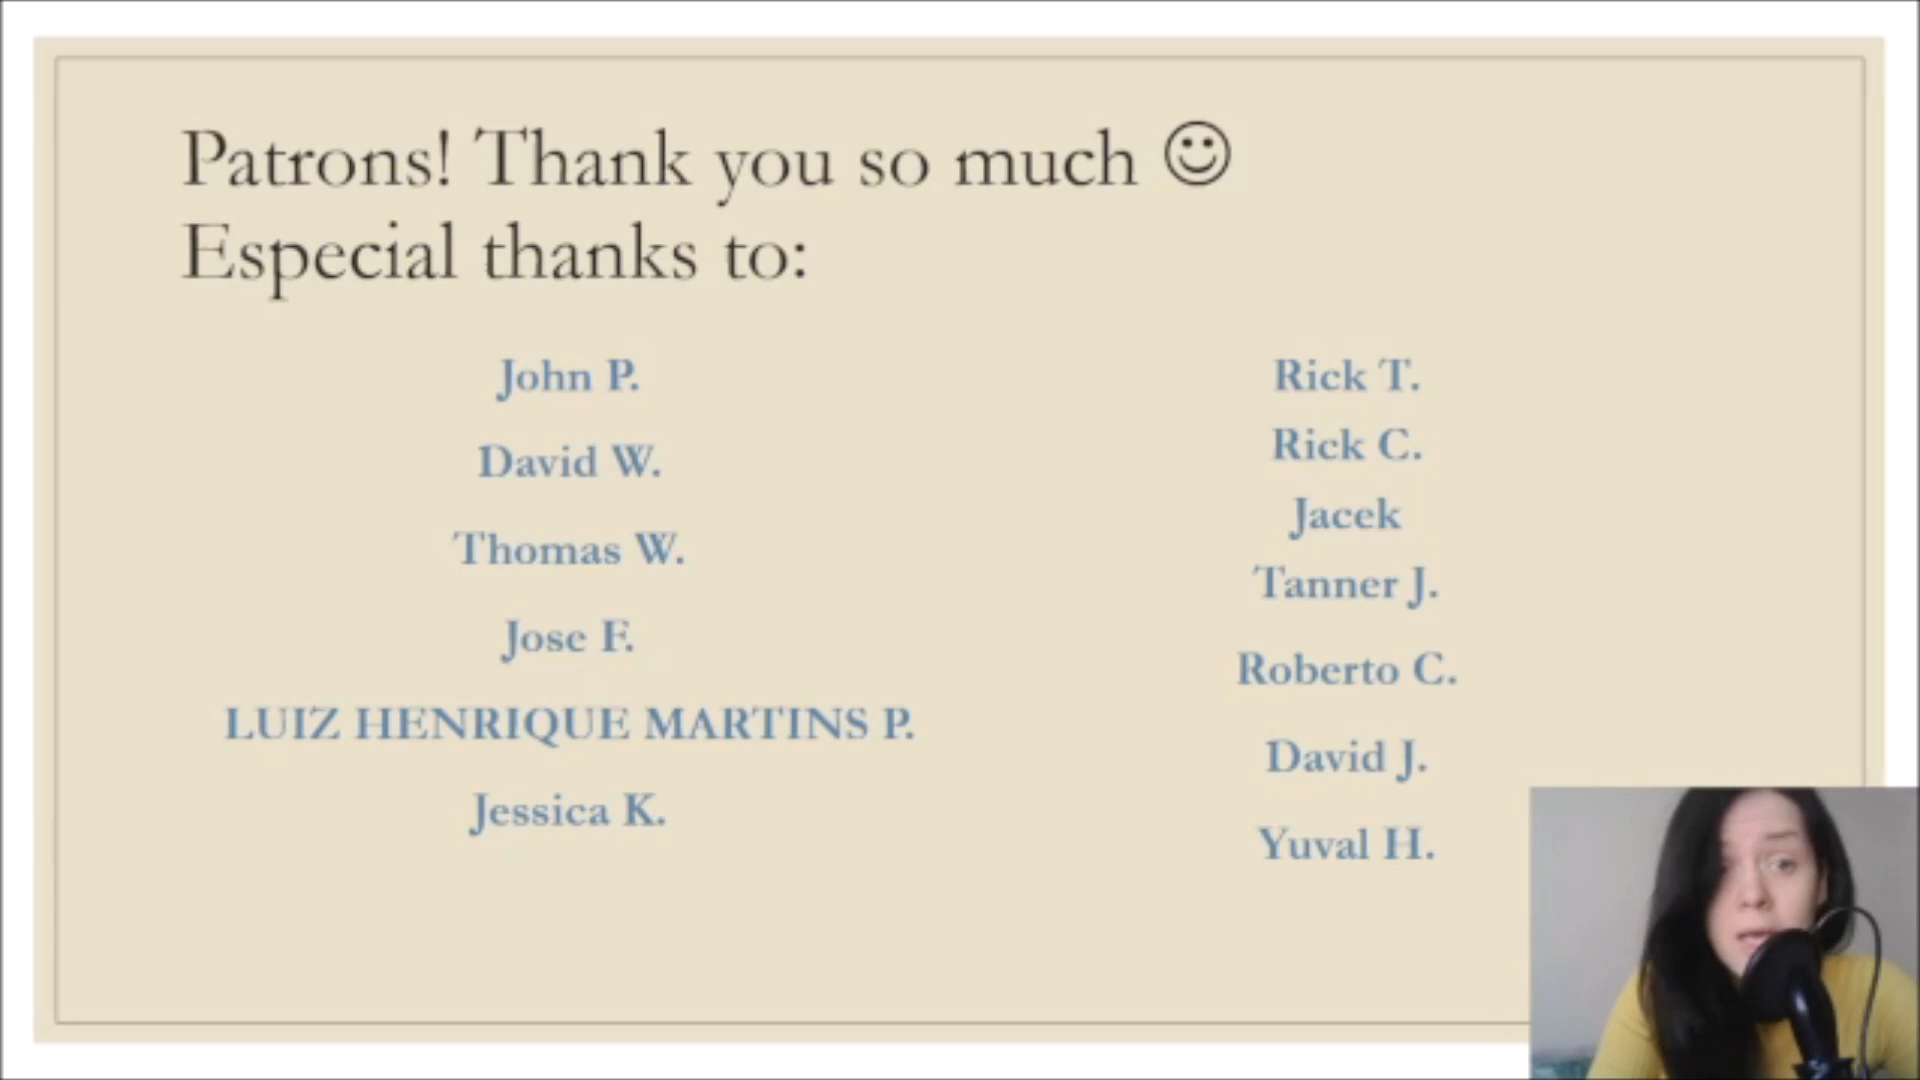 Patrons! Thank you so much ☺
Especial thanks to:
John P.
David W.
Thomas W.
Jose F.
LUIZ HENRIQUE MARTINS P.
Jessica K.
Rick T.
Rick C.
Jacek
Tanner J.
Roberto C.
David J.
Yuval H.